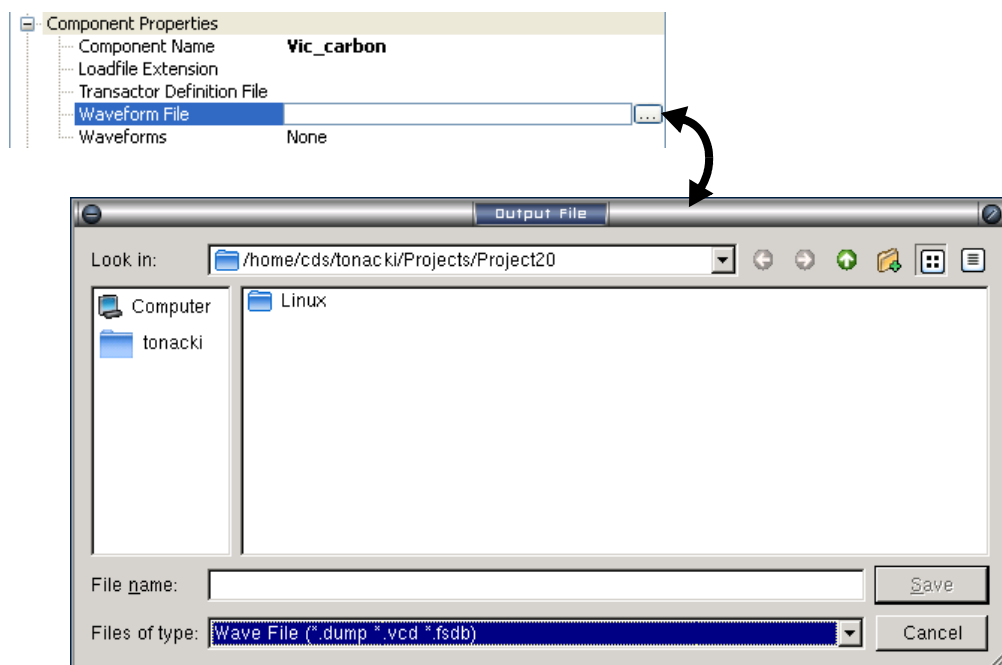 Component Properties
Component Name Vic_carbon
Loadfile Extension
Transactor Definition File
Waveform File ...
Waveforms None
Output File
Look in: /home/cds/tonacki/Projects/Project20
Computer
tonacki
Linux
File name: Save
Files of type: Wave File (*.dump *.vcd *.fsdb) Cancel